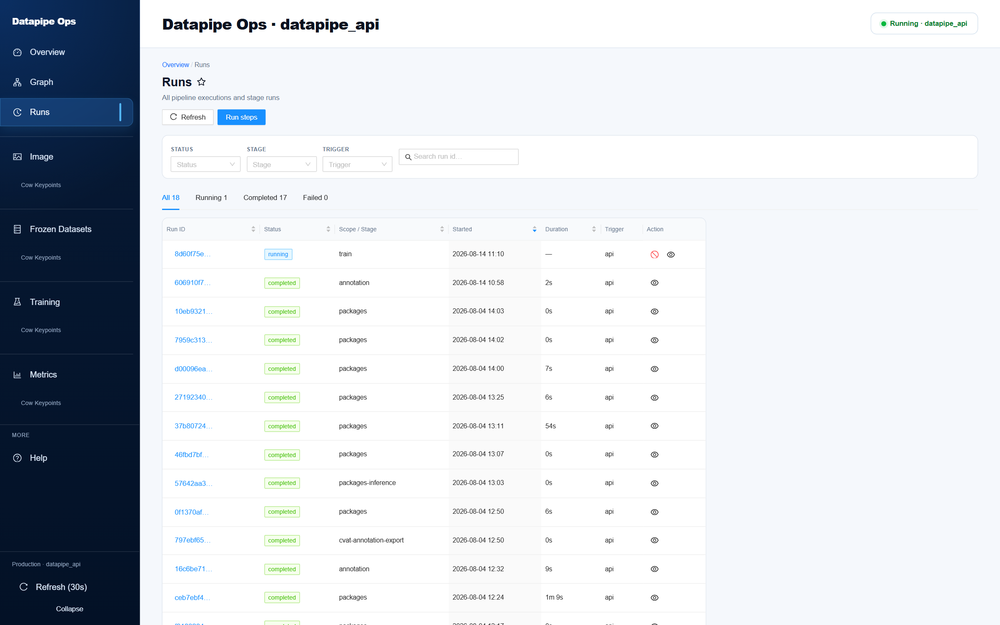 Datapipe Ops
Overview
Graph
Runs
Image
Cow Keypoints
Frozen Datasets
Cow Keypoints
Training
Cow Keypoints
Metrics
Cow Keypoints
MORE
Help
Production · datapipe_api
Refresh (30s)
Collapse
Datapipe Ops · datapipe_api
Running · datapipe_api
Overview / Runs
Runs
All pipeline executions and stage runs
Refresh Run steps
STATUS STAGE TRIGGER
Status Stage Trigger Search run id...
All 18 Running 1 Completed 17 Failed 0
Run ID Status Scope / Stage Started Duration Trigger Action
8d60f75e... running train 2026-08-14 11:10 — api
606910f7... completed annotation 2026-08-14 10:58 2s api
10eb9321... completed packages 2026-08-04 14:03 0s api
7959c313... completed packages 2026-08-04 14:02 0s api
d00096ea... completed packages 2026-08-04 14:00 7s api
27192340... completed packages 2026-08-04 13:25 6s api
37b80724... completed packages 2026-08-04 13:11 54s api
46fbd7bf... completed packages 2026-08-04 13:07 0s api
57642aa3... completed packages-inference 2026-08-04 13:03 0s api
0f1370af... completed packages 2026-08-04 12:50 6s api
797ebf65... completed cvat-annotation-export 2026-08-04 12:50 0s api
16c6be71... completed annotation 2026-08-04 12:32 9s api
ceb7ebf4... completed packages 2026-08-04 12:24 1m 9s api